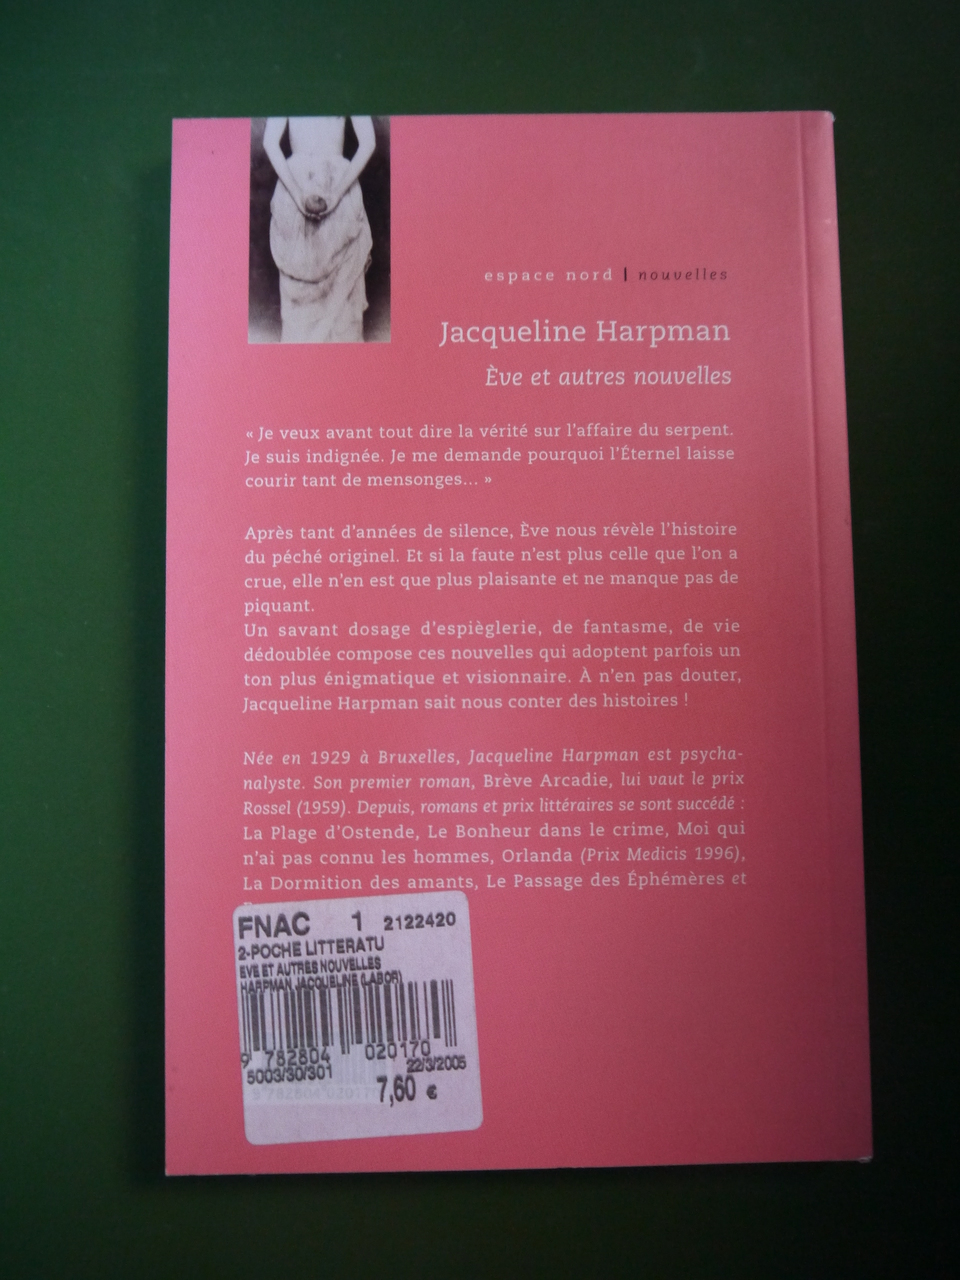 espace nord | nouvelles
Jacqueline Harpman
Ève et autres nouvelles
« Je veux avant tout dire la vérité sur l'affaire du serpent.
Je suis indignée. Je me demande pourquoi l'Éternel laisse
courir tant de mensonges... »
Après tant d'années de silence, Ève nous révèle l'histoire
du péché originel. Et si la faute n'est plus celle que l'on a
crue, elle n'en est que plus plaisante et ne manque pas de
piquant.
Un savant dosage d'espièglerie, de fantasme, de vie
dédoublée compose ces nouvelles qui adoptent parfois un
ton plus énigmatique et visionnaire. À n'en pas douter,
Jacqueline Harpman sait nous conter des histoires !
Née en 1929 à Bruxelles, Jacqueline Harpman est psycha-
nalyste. Son premier roman, Brève Arcadie, lui vaut le prix
Rossel (1959). Depuis, romans et prix littéraires se sont succédé :
La Plage d'Ostende, Le Bonheur dans le crime, Moi qui
n'ai pas connu les hommes, Orlanda (Prix Medicis 1996),
La Dormition des amants, Le Passage des Éphémères et
FNAC 1 2122420
2-POCHE LITTERATU
EVE ET AUTRES NOUVELLES
HARPMAN JACQUELINE (LABOR)
9 782804 020170
5003/30/301 22/3/2005
7,60 €